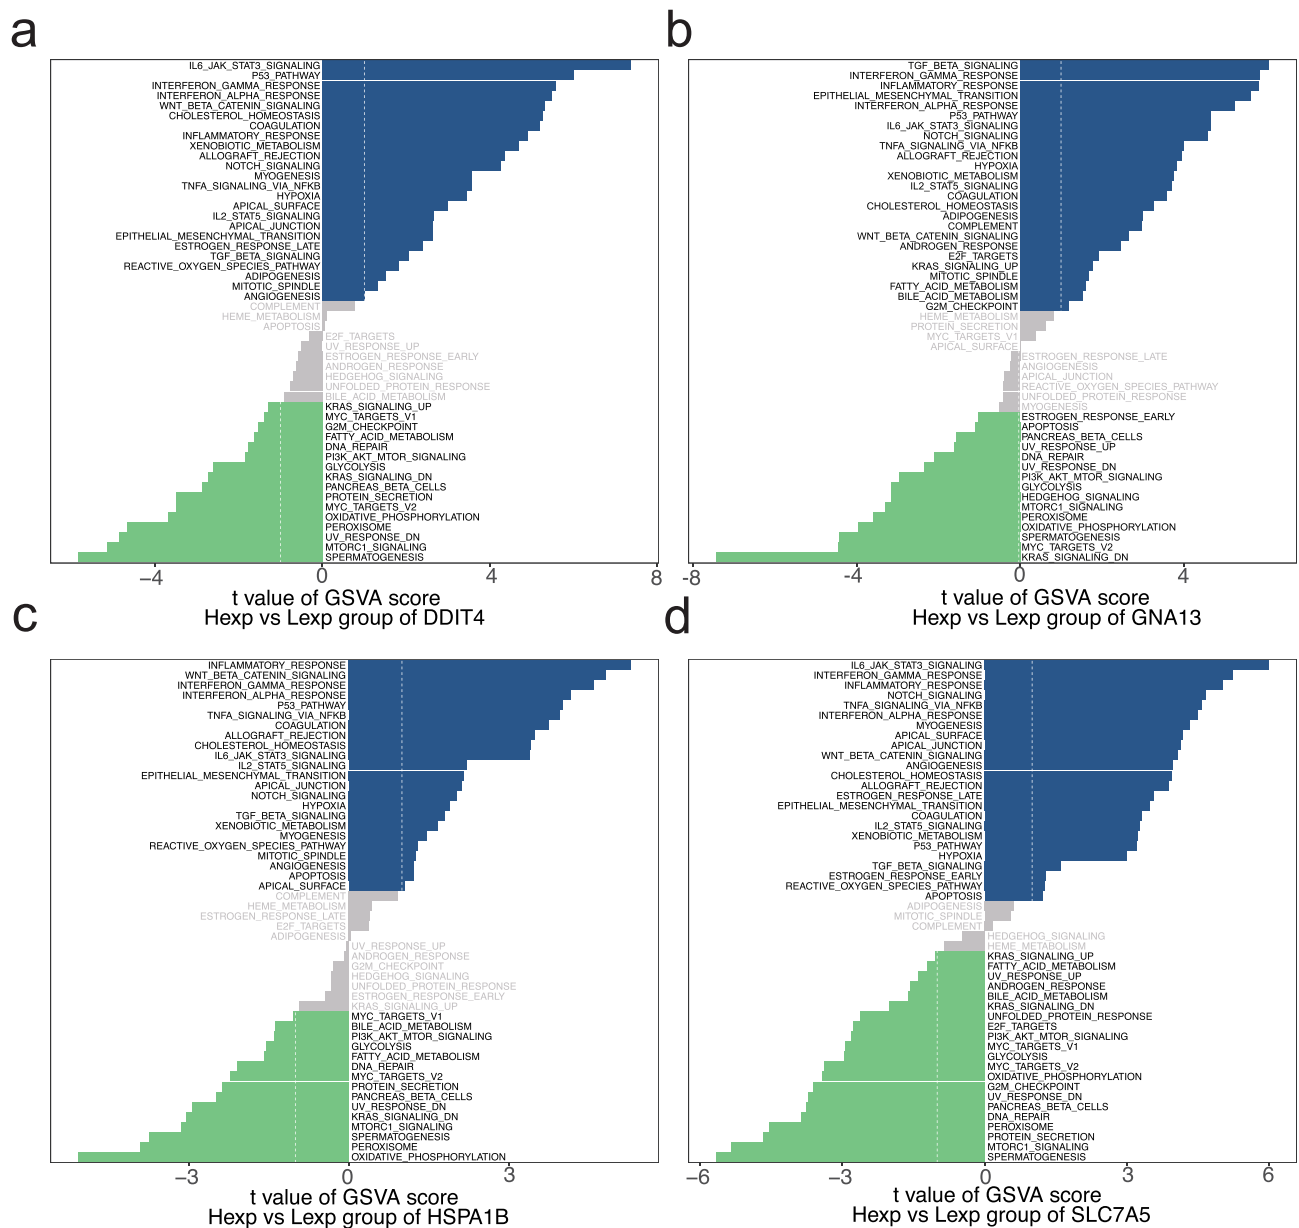 a
IL6_JAK_STAT3_SIGNALING
P53_PATHWAY
INTERFERON_GAMMA_RESPONSE
INTERFERON_ALPHA_RESPONSE
WNT_BETA_CATENIN_SIGNALING
CHOLESTEROL_HOMEOSTASIS
COAGULATION
INFLAMMATORY_RESPONSE
XENOBIOTIC_METABOLISM
ALLOGRAFT_REJECTION
NOTCH_SIGNALING
MYOGENESIS
TNFA_SIGNALING_VIA_NFKB
HYPOXIA
APICAL_SURFACE
IL2_STAT5_SIGNALING
APICAL_JUNCTION
EPITHELIAL_MESENCHYMAL_TRANSITION
ESTROGEN_RESPONSE_LATE
TGF_BETA_SIGNALING
REACTIVE_OXYGEN_SPECIES_PATHWAY
ADIPOGENESIS
MITOTIC_SPINDLE
ANGIOGENESIS
COMPLEMENT
HEME_METABOLISM
APOPTOSIS
E2F_TARGETS
UV_RESPONSE_UP
ESTROGEN_RESPONSE_EARLY
ANDROGEN_RESPONSE
HEDGEHOG_SIGNALING
UNFOLDED_PROTEIN_RESPONSE
BILE_ACID_METABOLISM
KRAS_SIGNALING_UP
MYC_TARGETS_V1
G2M_CHECKPOINT
FATTY_ACID_METABOLISM
DNA_REPAIR
PI3K_AKT_MTOR_SIGNALING
GLYCOLYSIS
KRAS_SIGNALING_DN
PANCREAS_BETA_CELLS
PROTEIN_SECRETION
MYC_TARGETS_V2
OXIDATIVE_PHOSPHORYLATION
PEROXISOME
UV_RESPONSE_DN
MTORC1_SIGNALING
SPERMATOGENESIS
−4 0 4 8
t value of GSVA score
Hexp vs Lexp group of DDIT4
b
TGF_BETA_SIGNALING
INTERFERON_GAMMA_RESPONSE
INFLAMMATORY_RESPONSE
EPITHELIAL_MESENCHYMAL_TRANSITION
INTERFERON_ALPHA_RESPONSE
P53_PATHWAY
IL6_JAK_STAT3_SIGNALING
NOTCH_SIGNALING
TNFA_SIGNALING_VIA_NFKB
ALLOGRAFT_REJECTION
HYPOXIA
XENOBIOTIC_METABOLISM
IL2_STAT5_SIGNALING
COAGULATION
CHOLESTEROL_HOMEOSTASIS
ADIPOGENESIS
COMPLEMENT
WNT_BETA_CATENIN_SIGNALING
ANDROGEN_RESPONSE
E2F_TARGETS
KRAS_SIGNALING_UP
MITOTIC_SPINDLE
FATTY_ACID_METABOLISM
BILE_ACID_METABOLISM
G2M_CHECKPOINT
HEME_METABOLISM
PROTEIN_SECRETION
MYC_TARGETS_V1
APICAL_SURFACE
ESTROGEN_RESPONSE_LATE
ANGIOGENESIS
APICAL_JUNCTION
REACTIVE_OXYGEN_SPECIES_PATHWAY
UNFOLDED_PROTEIN_RESPONSE
MYOGENESIS
ESTROGEN_RESPONSE_EARLY
APOPTOSIS
PANCREAS_BETA_CELLS
UV_RESPONSE_UP
DNA_REPAIR
UV_RESPONSE_DN
PI3K_AKT_MTOR_SIGNALING
GLYCOLYSIS
HEDGEHOG_SIGNALING
MTORC1_SIGNALING
PEROXISOME
OXIDATIVE_PHOSPHORYLATION
SPERMATOGENESIS
MYC_TARGETS_V2
KRAS_SIGNALING_DN
-8 -4 0 4
t value of GSVA score
Hexp vs Lexp group of GNA13
c
INFLAMMATORY_RESPONSE
WNT_BETA_CATENIN_SIGNALING
INTERFERON_GAMMA_RESPONSE
INTERFERON_ALPHA_RESPONSE
P53_PATHWAY
TNFA_SIGNALING_VIA_NFKB
COAGULATION
ALLOGRAFT_REJECTION
CHOLESTEROL_HOMEOSTASIS
IL6_JAK_STAT3_SIGNALING
IL2_STAT5_SIGNALING
EPITHELIAL_MESENCHYMAL_TRANSITION
APICAL_JUNCTION
NOTCH_SIGNALING
HYPOXIA
TGF_BETA_SIGNALING
XENOBIOTIC_METABOLISM
MYOGENESIS
REACTIVE_OXYGEN_SPECIES_PATHWAY
MITOTIC_SPINDLE
ANGIOGENESIS
APOPTOSIS
APICAL_SURFACE
COMPLEMENT
HEME_METABOLISM
ESTROGEN_RESPONSE_LATE
E2F_TARGETS
ADIPOGENESIS
UV_RESPONSE_UP
ANDROGEN_RESPONSE
G2M_CHECKPOINT
HEDGEHOG_SIGNALING
UNFOLDED_PROTEIN_RESPONSE
ESTROGEN_RESPONSE_EARLY
KRAS_SIGNALING_UP
MYC_TARGETS_V1
BILE_ACID_METABOLISM
PI3K_AKT_MTOR_SIGNALING
GLYCOLYSIS
FATTY_ACID_METABOLISM
DNA_REPAIR
MYC_TARGETS_V2
PROTEIN_SECRETION
PANCREAS_BETA_CELLS
UV_RESPONSE_DN
KRAS_SIGNALING_DN
MTORC1_SIGNALING
SPERMATOGENESIS
PEROXISOME
OXIDATIVE_PHOSPHORYLATION
−3 0 3
t value of GSVA score
Hexp vs Lexp group of HSPA1B
d
IL6_JAK_STAT3_SIGNALING
INTERFERON_GAMMA_RESPONSE
INFLAMMATORY_RESPONSE
NOTCH_SIGNALING
TNFA_SIGNALING_VIA_NFKB
INTERFERON_ALPHA_RESPONSE
MYOGENESIS
APICAL_SURFACE
APICAL_JUNCTION
WNT_BETA_CATENIN_SIGNALING
ANGIOGENESIS
CHOLESTEROL_HOMEOSTASIS
ALLOGRAFT_REJECTION
ESTROGEN_RESPONSE_LATE
EPITHELIAL_MESENCHYMAL_TRANSITION
COAGULATION
IL2_STAT5_SIGNALING
XENOBIOTIC_METABOLISM
P53_PATHWAY
HYPOXIA
TGF_BETA_SIGNALING
ESTROGEN_RESPONSE_EARLY
REACTIVE_OXYGEN_SPECIES_PATHWAY
APOPTOSIS
ADIPOGENESIS
MITOTIC_SPINDLE
COMPLEMENT
HEDGEHOG_SIGNALING
HEME_METABOLISM
KRAS_SIGNALING_UP
FATTY_ACID_METABOLISM
UV_RESPONSE_UP
ANDROGEN_RESPONSE
BILE_ACID_METABOLISM
KRAS_SIGNALING_DN
UNFOLDED_PROTEIN_RESPONSE
E2F_TARGETS
PI3K_AKT_MTOR_SIGNALING
MYC_TARGETS_V1
GLYCOLYSIS
MYC_TARGETS_V2
OXIDATIVE_PHOSPHORYLATION
G2M_CHECKPOINT
UV_RESPONSE_DN
PANCREAS_BETA_CELLS
DNA_REPAIR
PEROXISOME
PROTEIN_SECRETION
MTORC1_SIGNALING
SPERMATOGENESIS
−6 −3 0 3 6
t value of GSVA score
Hexp vs Lexp group of SLC7A5